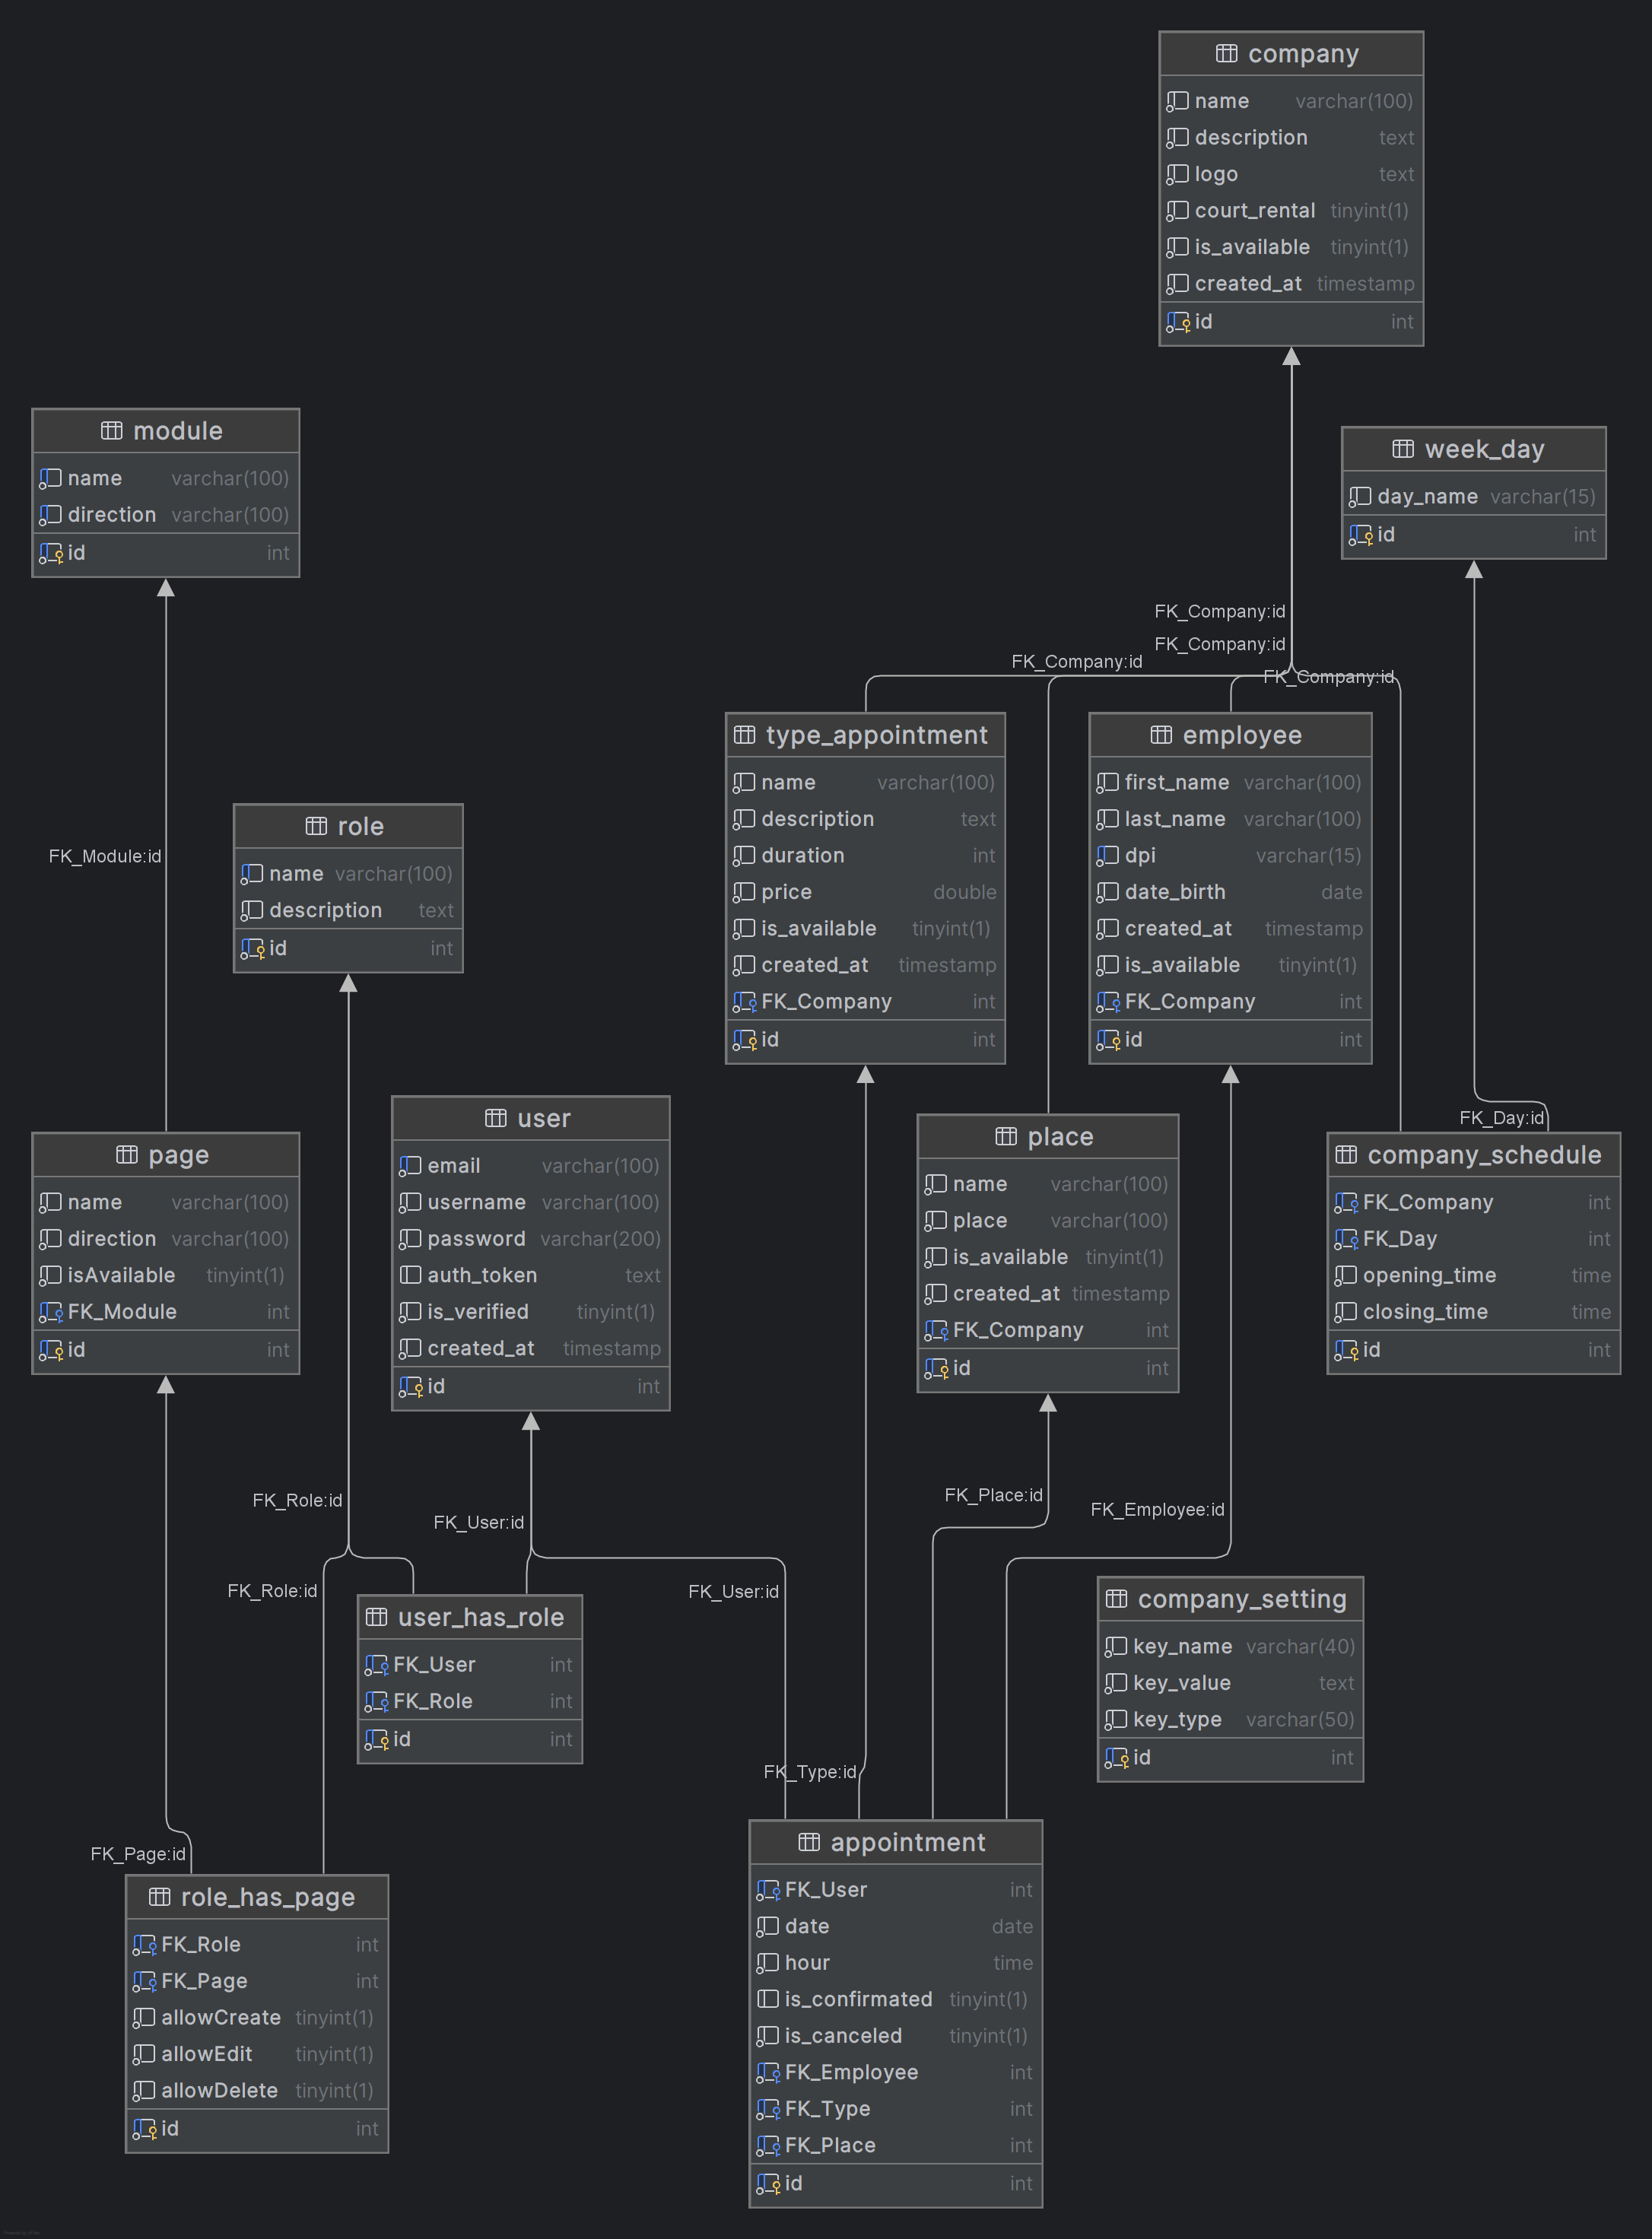 company
name varchar(100)
description text
logo text
court_rental tinyint(1)
is_available tinyint(1)
created_at timestamp
id int
module
name varchar(100)
direction varchar(100)
id int
week_day
day_name varchar(15)
id int
FK_Company:id
FK_Company:id
FK_Company:id
FK_Company:id
type_appointment
name varchar(100)
description text
duration int
price double
is_available tinyint(1)
created_at timestamp
FK_Company int
id int
employee
first_name varchar(100)
last_name varchar(100)
dpi varchar(15)
date_birth date
created_at timestamp
is_available tinyint(1)
FK_Company int
id int
FK_Module:id
role
name varchar(100)
description text
id int
user
email varchar(100)
username varchar(100)
password varchar(200)
auth_token text
is_verified tinyint(1)
created_at timestamp
id int
place
name varchar(100)
place varchar(100)
is_available tinyint(1)
created_at timestamp
FK_Company int
id int
FK_Day:id
company_schedule
FK_Company int
FK_Day int
opening_time time
closing_time time
id int
page
name varchar(100)
direction varchar(100)
isAvailable tinyint(1)
FK_Module int
id int
FK_Role:id
FK_User:id
FK_Place:id
FK_Employee:id
FK_Role:id
FK_User:id
user_has_role
FK_User int
FK_Role int
id int
company_setting
key_name varchar(40)
key_value text
key_type varchar(50)
id int
FK_Type:id
FK_Page:id
role_has_page
FK_Role int
FK_Page int
allowCreate tinyint(1)
allowEdit tinyint(1)
allowDelete tinyint(1)
id int
appointment
FK_User int
date date
hour time
is_confirmated tinyint(1)
is_canceled tinyint(1)
FK_Employee int
FK_Type int
FK_Place int
id int